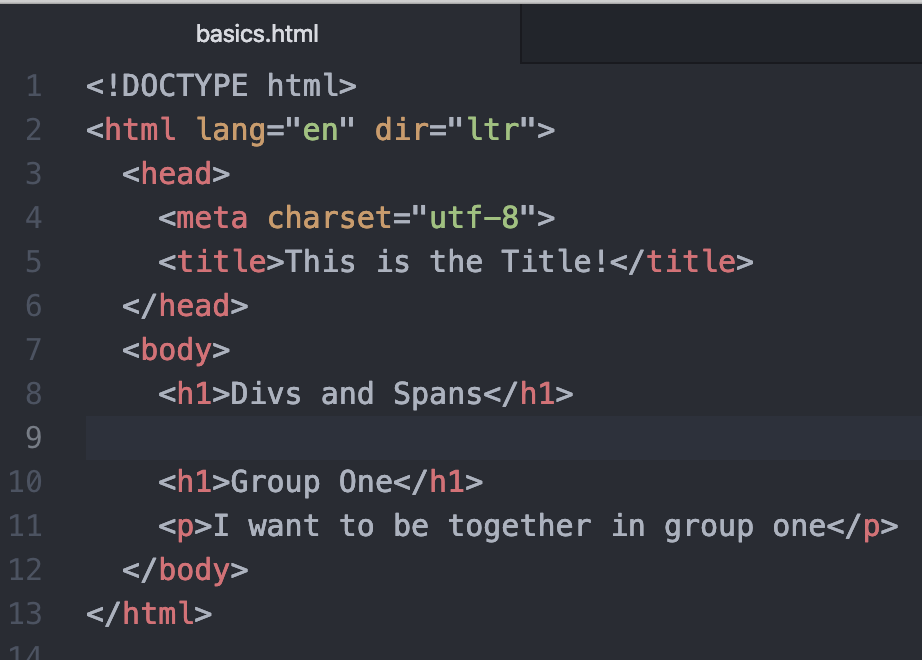 basics.html
1 <!DOCTYPE html>
2 <html lang="en" dir="ltr">
3   <head>
4     <meta charset="utf-8">
5     <title>This is the Title!</title>
6   </head>
7   <body>
8     <h1>Divs and Spans</h1>
9
10     <h1>Group One</h1>
11     <p>I want to be together in group one</p>
12   </body>
13 </html>
14